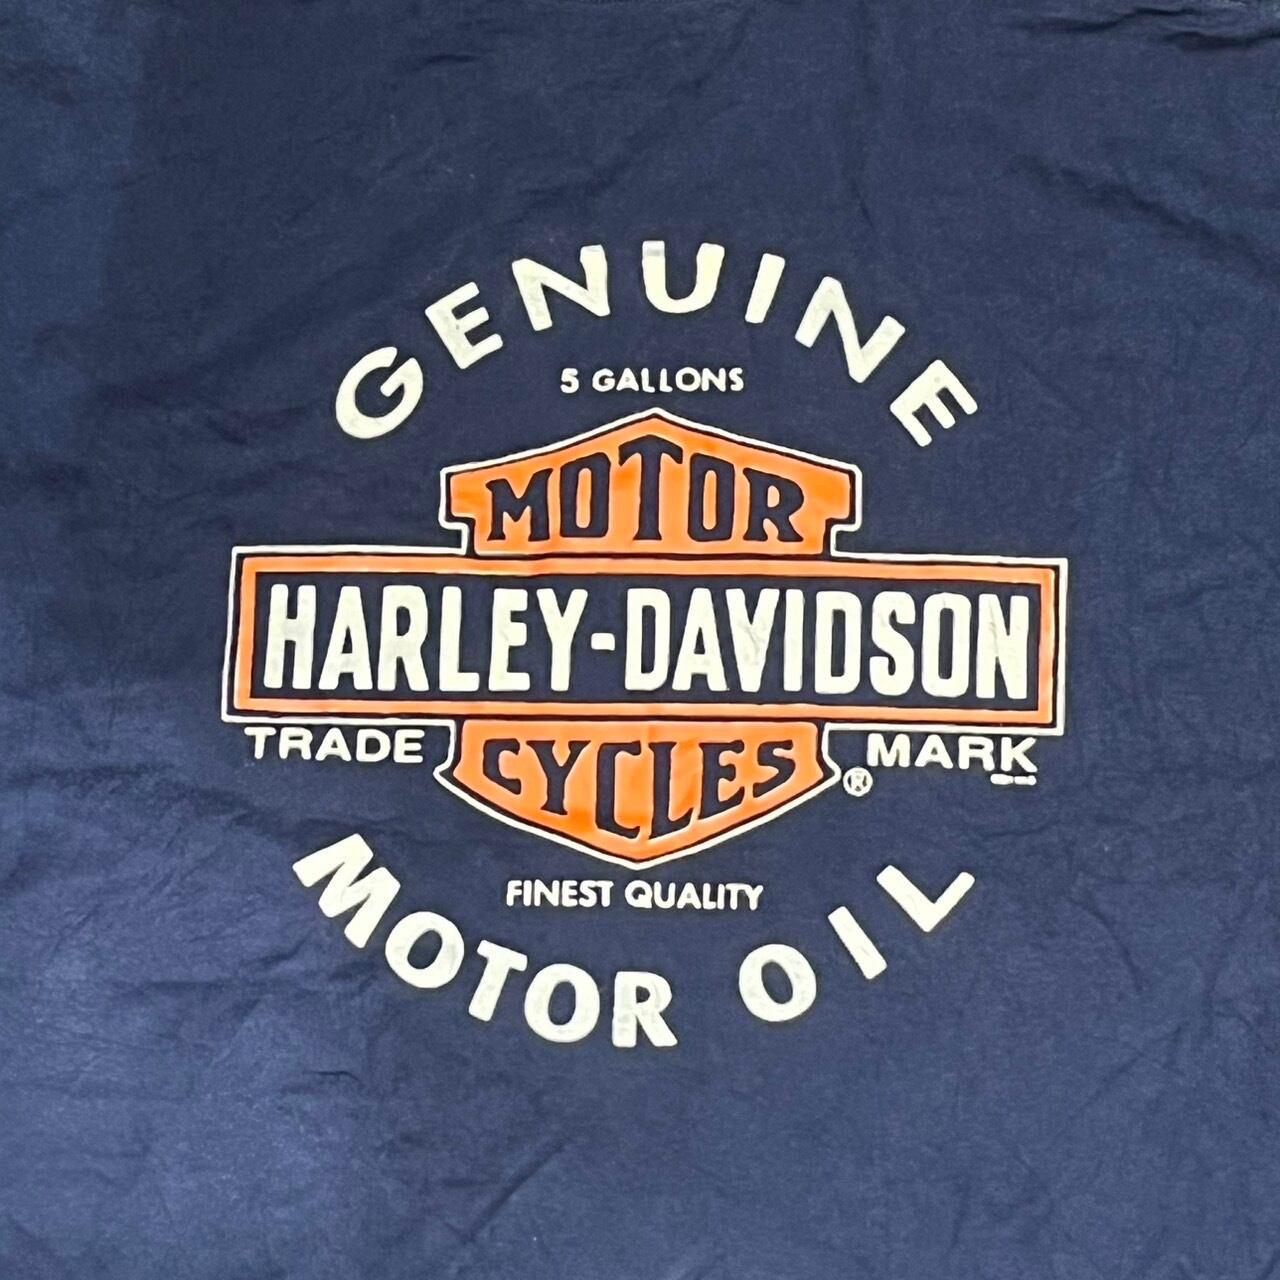 GENUINE
5 GALLONS
MOTOR
HARLEY-DAVIDSON
TRADE MARK
CYCLES ®
FINEST QUALITY
MOTOR OIL